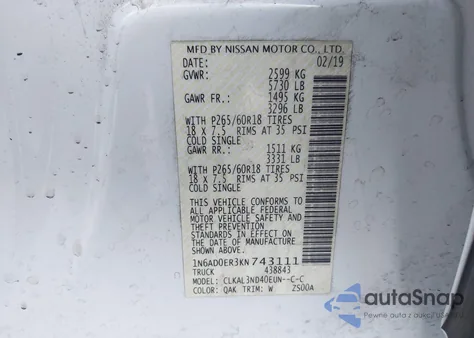 MFD BY NISSAN MOTOR CO., LTD.
DATE: 02/19
GVWR: 2599 KG
5730 LB
GAWR FR.: 1495 KG
3296 LB
WITH P265/60R18 TIRES
18 x 7.5 RIMS AT 35 PSI
COLD SINGLE
GAWR RR.: 1511 KG
3331 LB
WITH P265/60R18 TIRES
18 x 7.5 RIMS AT 35 PSI
COLD SINGLE
THIS VEHICLE CONFORMS TO
ALL APPLICABLE FEDERAL
MOTOR VEHICLE SAFETY AND
THEFT PREVENTION
STANDARDS IN EFFECT ON
THE DATE OF MANUFACTURE
SHOWN ABOVE.
1N6AD0ER3KN743111
TRUCK 438843
MODEL: CLKAL3ND40EUN--C-C
COLOR: QAK TRIM: W ZS00A
autoSnap